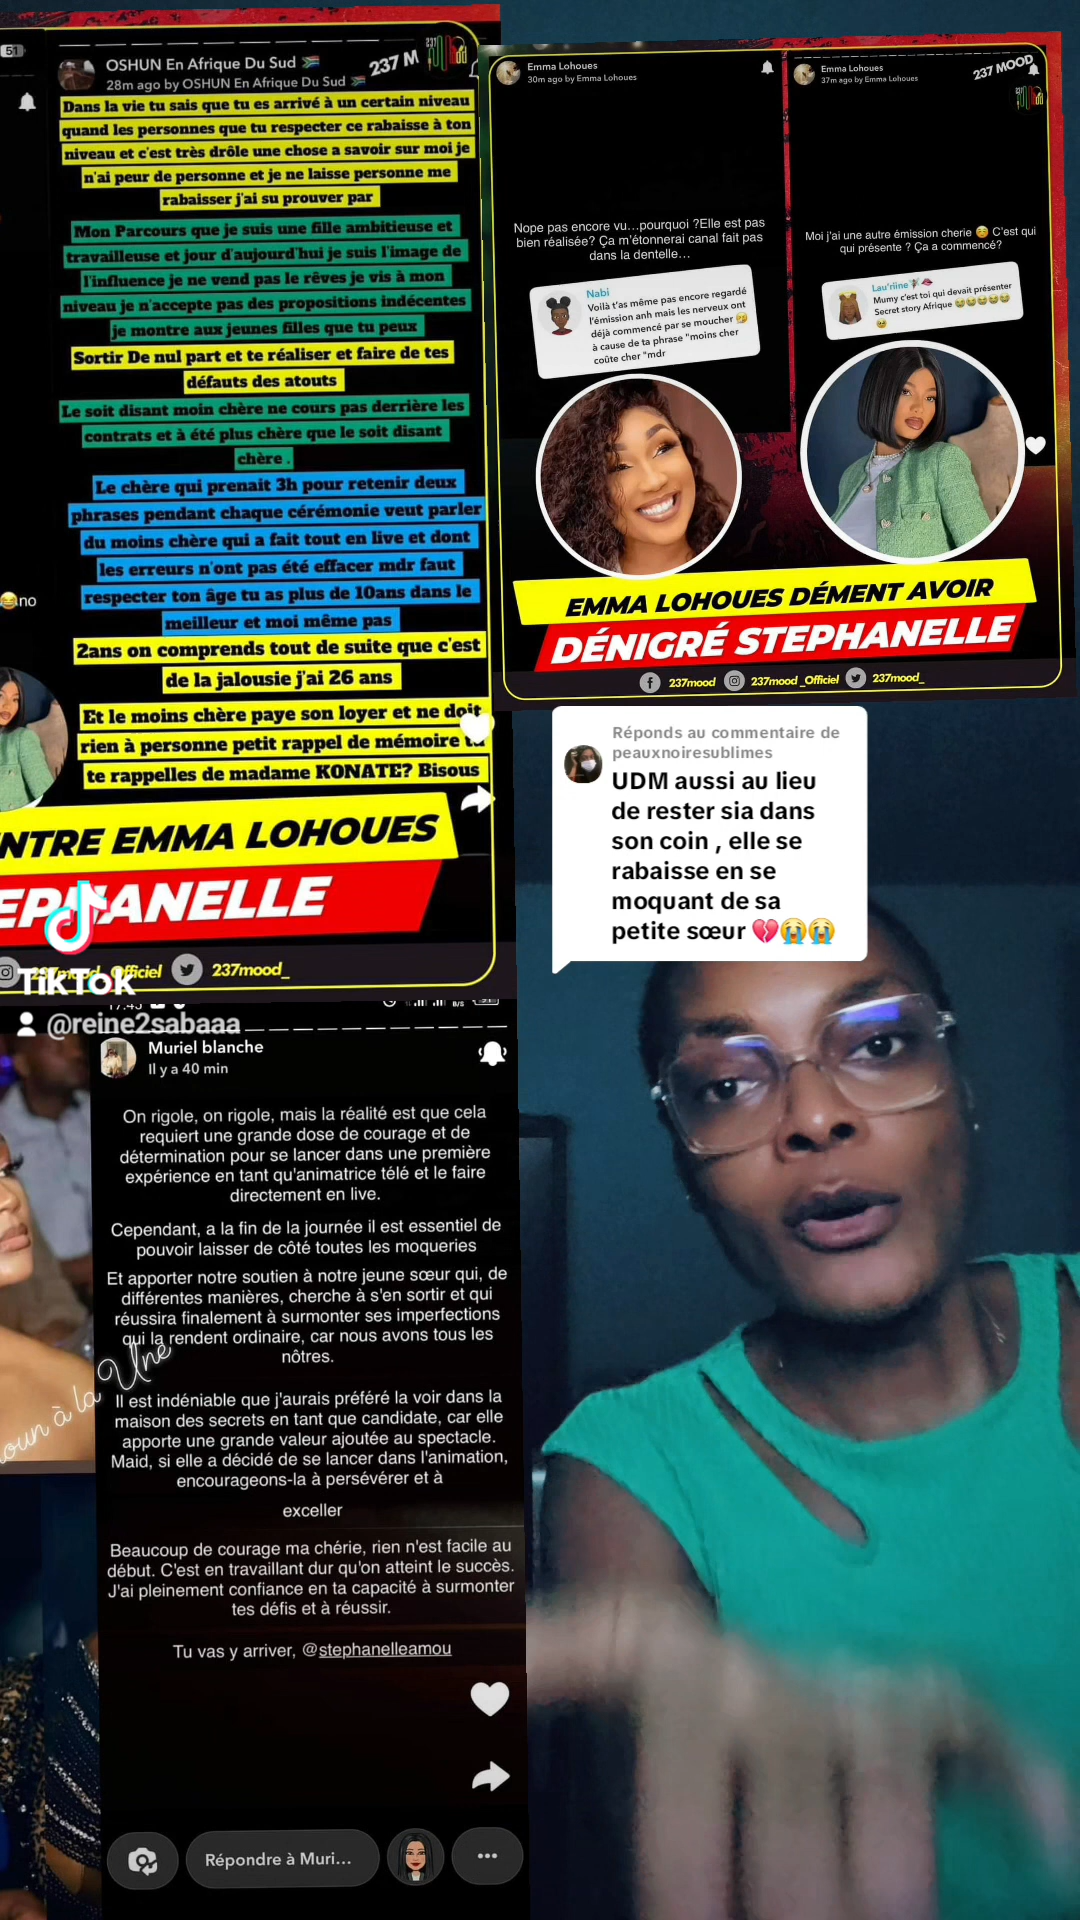 51
OSHUN En Afrique Du Sud 🇿🇦
28m ago by OSHUN En Afrique Du Sud 🇿🇦
237 M
Dans la vie tu sais que tu es arrivé à un certain niveau
quand les personnes que tu respecter ce rabaisse à ton
niveau et c'est très drôle une chose a savoir sur moi je
n'ai peur de personne et je ne laisse personne me
rabaisser j'ai su prouver par
Mon Parcours que je suis une fille ambitieuse et
travailleuse et jour d'aujourd'hui je suis l'image de
l'influence je ne vend pas le rêves je vis à mon
niveau je n'accepte pas des propositions indécentes
je montre aux jeunes filles que tu peux
Sortir De nul part et te réaliser et faire de tes
défauts des atouts
Le soit disant moin chère ne cours pas derrière les
contrats et à été plus chère que le soit disant
chère .
Le chère qui prenait 3h pour retenir deux
phrases pendant chaque cérémonie veut parler
du moins chère qui a fait tout en live et dont
les erreurs n'ont pas été effacer mdr faut
respecter ton âge tu as plus de 10ans dans le
meilleur et moi même pas
2ans on comprends tout de suite que c'est
de la jalousie j'ai 26 ans
Et le moins chère paye son loyer et ne doit
rien à personne petit rappel de mémoire tu
te rappelles de madame KONATE? Bisous
😂no
NTRE EMMA LOHOUES
EPHANELLE
237mood_Officiel 237mood_
TikTok
@reine2sabaaa
Emma Lohoues
30m ago by Emma Lohoues
Nope pas encore vu...pourquoi ?Elle est pas
bien réalisée? Ça m'étonnerai canal fait pas
dans la dentelle...
Nabi
Voilà t'as même pas encore regardé
l'émission anh mais les nerveux ont
déjà commencé par se moucher 🤧
à cause de ta phrase "moins cher
coûte cher "mdr
Emma Lohoues
37m ago by Emma Lohoues
237 MOOD
Moi j'ai une autre émission cherie ☺️ C'est qui
qui présente ? Ça a commencé?
Lau'riine
Mumy c'est toi qui devait présenter
Secret story Afrique 😭😭😭😭😭
🥹
EMMA LOHOUES DÉMENT AVOIR
DÉNIGRÉ STEPHANELLE
237mood 237mood_Officiel 237mood_
Réponds au commentaire de
peauxnoiresublimes
UDM aussi au lieu
de rester sia dans
son coin , elle se
rabaisse en se
moquant de sa
petite sœur 💔😭😭
17:43
Muriel blanche
Il y a 40 min
On rigole, on rigole, mais la réalité est que cela
requiert une grande dose de courage et de
détermination pour se lancer dans une première
expérience en tant qu'animatrice télé et le faire
directement en live.
Cependant, a la fin de la journée il est essentiel de
pouvoir laisser de côté toutes les moqueries
Et apporter notre soutien à notre jeune sœur qui, de
différentes manières, cherche à s'en sortir et qui
réussira finalement à surmonter ses imperfections
qui la rendent ordinaire, car nous avons tous les
nôtres.
oun à la Une
Il est indéniable que j'aurais préféré la voir dans la
maison des secrets en tant que candidate, car elle
apporte une grande valeur ajoutée au spectacle.
Maid, si elle a décidé de se lancer dans l'animation,
encourageons-la à persévérer et à
exceller
Beaucoup de courage ma chérie, rien n'est facile au
début. C'est en travaillant dur qu'on atteint le succès.
J'ai pleinement confiance en ta capacité à surmonter
tes défis et à réussir.
Tu vas y arriver, @stephanelleamou
Répondre à Muri...